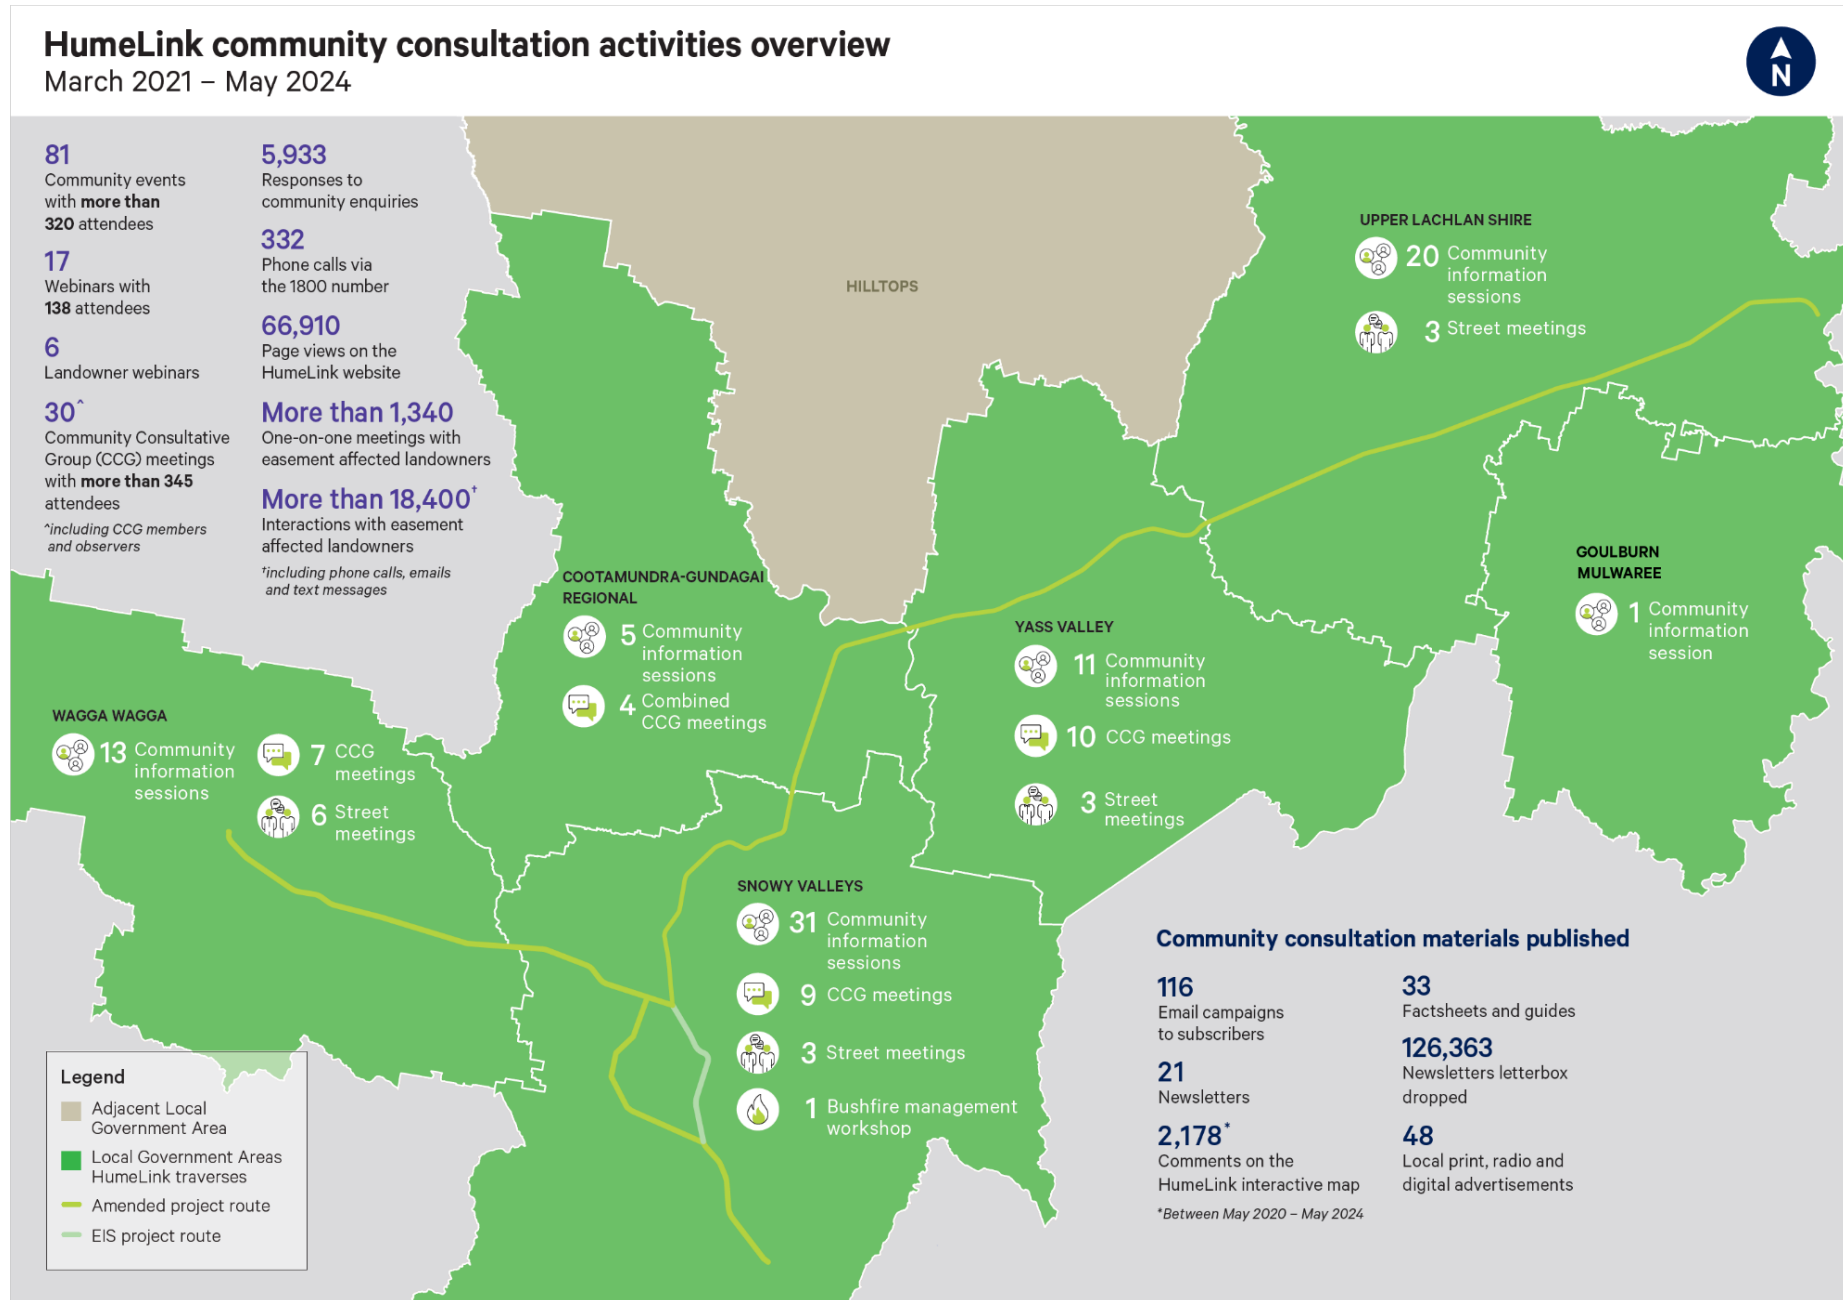 HumeLink community consultation activities overview
March 2021 – May 2024
N
81
Community events
with more than
320 attendees
17
Webinars with
138 attendees
6
Landowner webinars
30^
Community Consultative
Group (CCG) meetings
with more than 345
attendees
^including CCG members
and observers
5,933
Responses to
community enquiries
332
Phone calls via
the 1800 number
66,910
Page views on the
HumeLink website
More than 1,340
One-on-one meetings with
easement affected landowners
More than 18,400†
Interactions with easement
affected landowners
†including phone calls, emails
and text messages
HILLTOPS
UPPER LACHLAN SHIRE
20 Community
information
sessions
3 Street meetings
GOULBURN
MULWAREE
1 Community
information
session
COOTAMUNDRA-GUNDAGAI
REGIONAL
5 Community
information
sessions
4 Combined
CCG meetings
YASS VALLEY
11 Community
information
sessions
10 CCG meetings
3 Street
meetings
WAGGA WAGGA
13 Community
information
sessions
7 CCG
meetings
6 Street
meetings
SNOWY VALLEYS
31 Community
information
sessions
9 CCG meetings
3 Street meetings
1 Bushfire management
workshop
Community consultation materials published
116
Email campaigns
to subscribers
21
Newsletters
2,178*
Comments on the
HumeLink interactive map
*Between May 2020 – May 2024
33
Factsheets and guides
126,363
Newsletters letterbox
dropped
48
Local print, radio and
digital advertisements
Legend
Adjacent Local
Government Area
Local Government Areas
HumeLink traverses
Amended project route
EIS project route